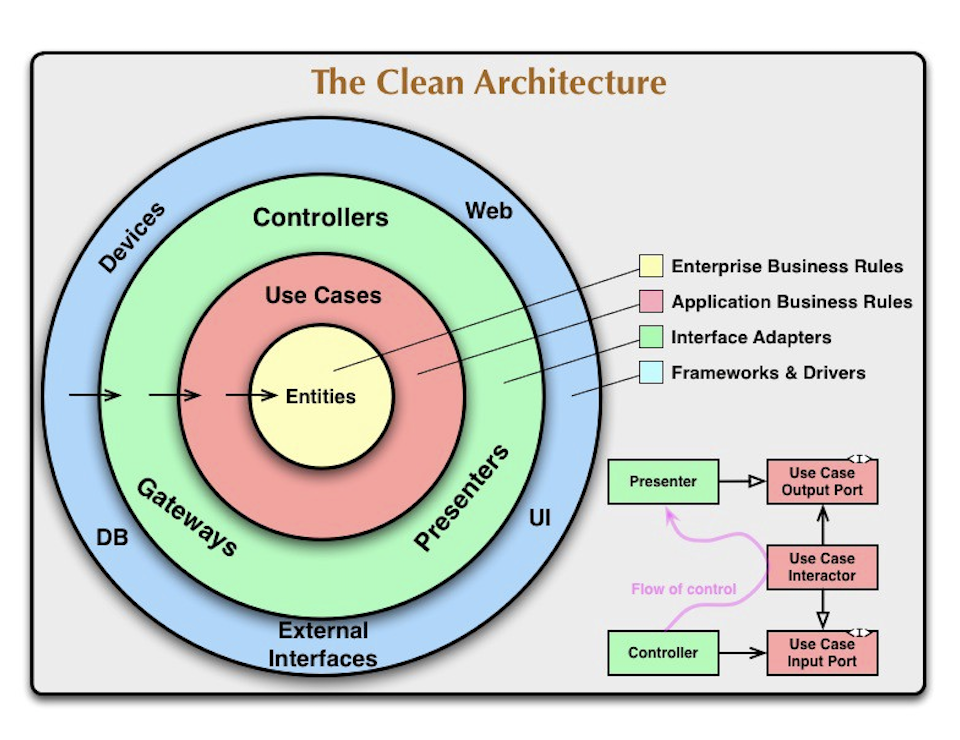 The Clean Architecture
Devices
Web
Controllers
Use Cases
Entities
Gateways
Presenters
DB
UI
External
Interfaces
Enterprise Business Rules
Application Business Rules
Interface Adapters
Frameworks & Drivers
Presenter
<I>
Use Case
Output Port
Use Case
Interactor
Flow of control
Controller
<I>
Use Case
Input Port